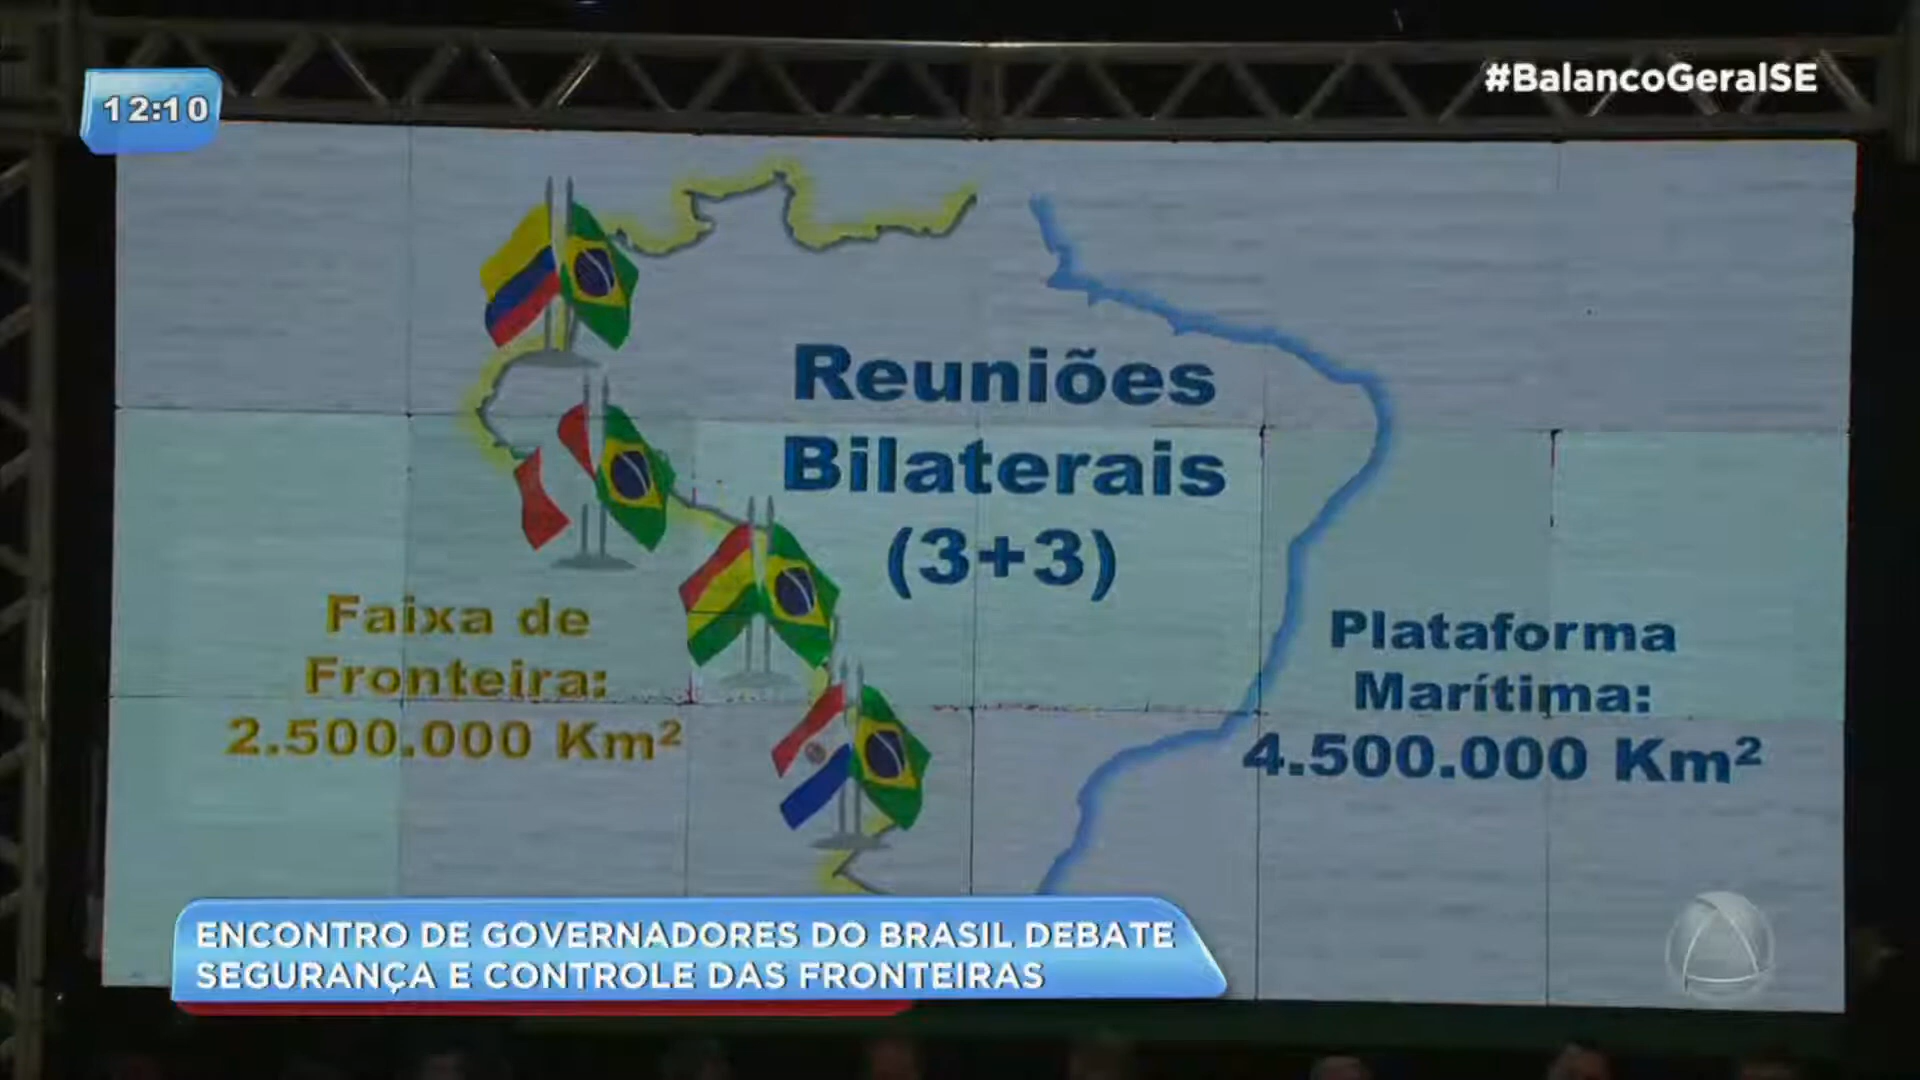 12:10
#BalancoGeralSE
Reuniões
Bilaterais
(3+3)
Faixa de
Fronteira:
2.500.000 Km²
Plataforma
Marítima:
4.500.000 Km²
ENCONTRO DE GOVERNADORES DO BRASIL DEBATE
SEGURANÇA E CONTROLE DAS FRONTEIRAS